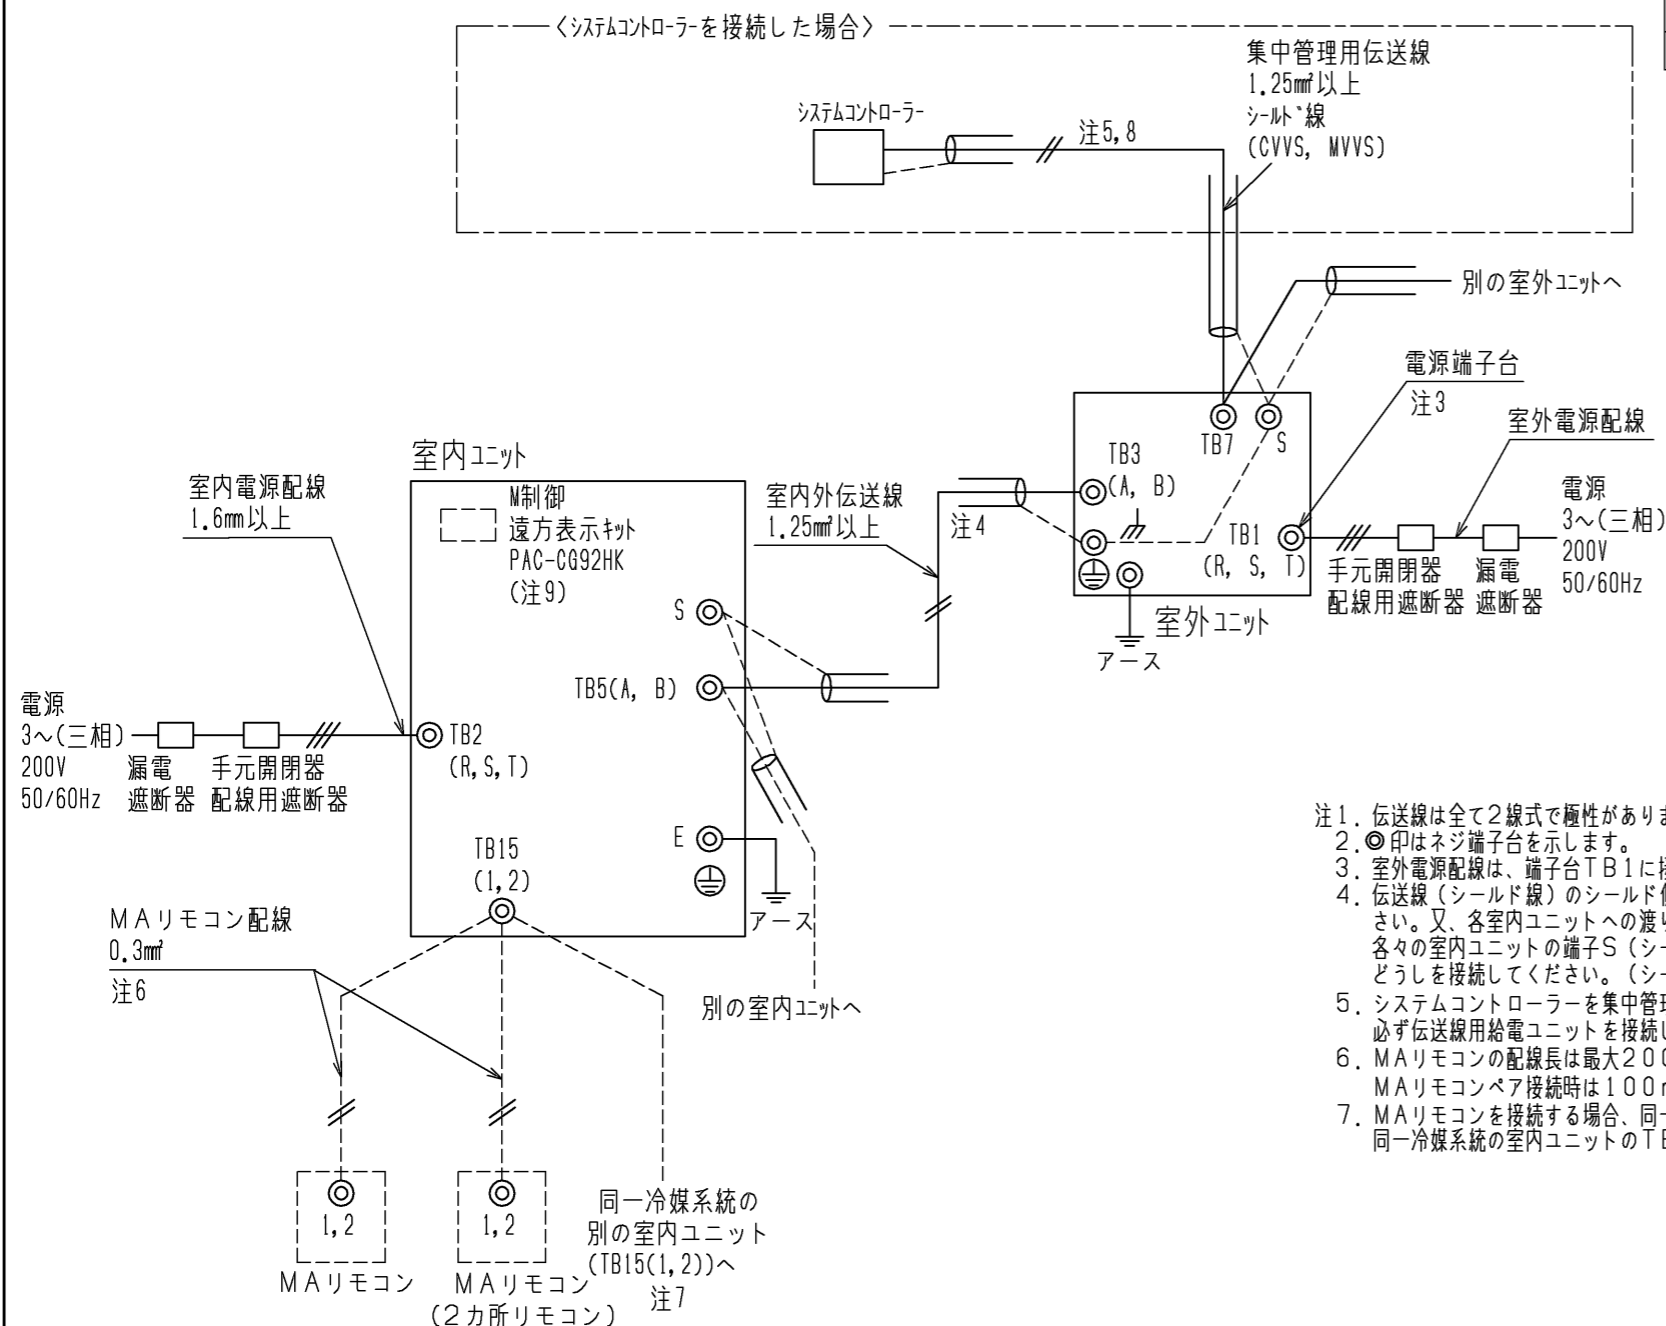 〈システムコントローラーを接続した場合〉
集中管理用伝送線
1.25㎟以上
シールド線
(CVVS, MVVS)
システムコントローラー
注5,8
別の室外ユニットへ
電源端子台
注3
室外電源配線
TB7
S
TB3
(A, B)
TB1
(R, S, T)
電源
3～(三相)
200V
50/60Hz
手元開閉器
配線用遮断器
漏電
遮断器
室外ユニット
アース
室内ユニット
M制御
遠方表示キット
PAC-CG92HK
(注9)
室内電源配線
1.6mm以上
室内外伝送線
1.25㎟以上
注4
S
TB5(A, B)
電源
3～(三相)
200V
50/60Hz
漏電
遮断器
手元開閉器
配線用遮断器
TB2
(R,S,T)
E
アース
TB15
(1,2)
MAリモコン配線
0.3㎟
注6
別の室内ユニットへ
1,2
MAリモコン
1,2
MAリモコン
(2カ所リモコン)
同一冷媒系統の
別の室内ユニット
(TB15(1,2))へ
注7
注1. 伝送線は全て2線式で極性がありま
2.◎印はネジ端子台を示します。
3. 室外電源配線は、端子台TB1に接
4. 伝送線（シールド線）のシールド
さい。又、各室内ユニットへの渡り
各々の室内ユニットの端子S（シー
どうしを接続してください。（シー
5. システムコントローラーを集中管理
必ず伝送線用給電ユニットを接続し
6. MAリモコンの配線長は最大200
MAリモコンペア接続時は100m
7. MAリモコンを接続する場合、同一
同一冷媒系統の室内ユニットのTB